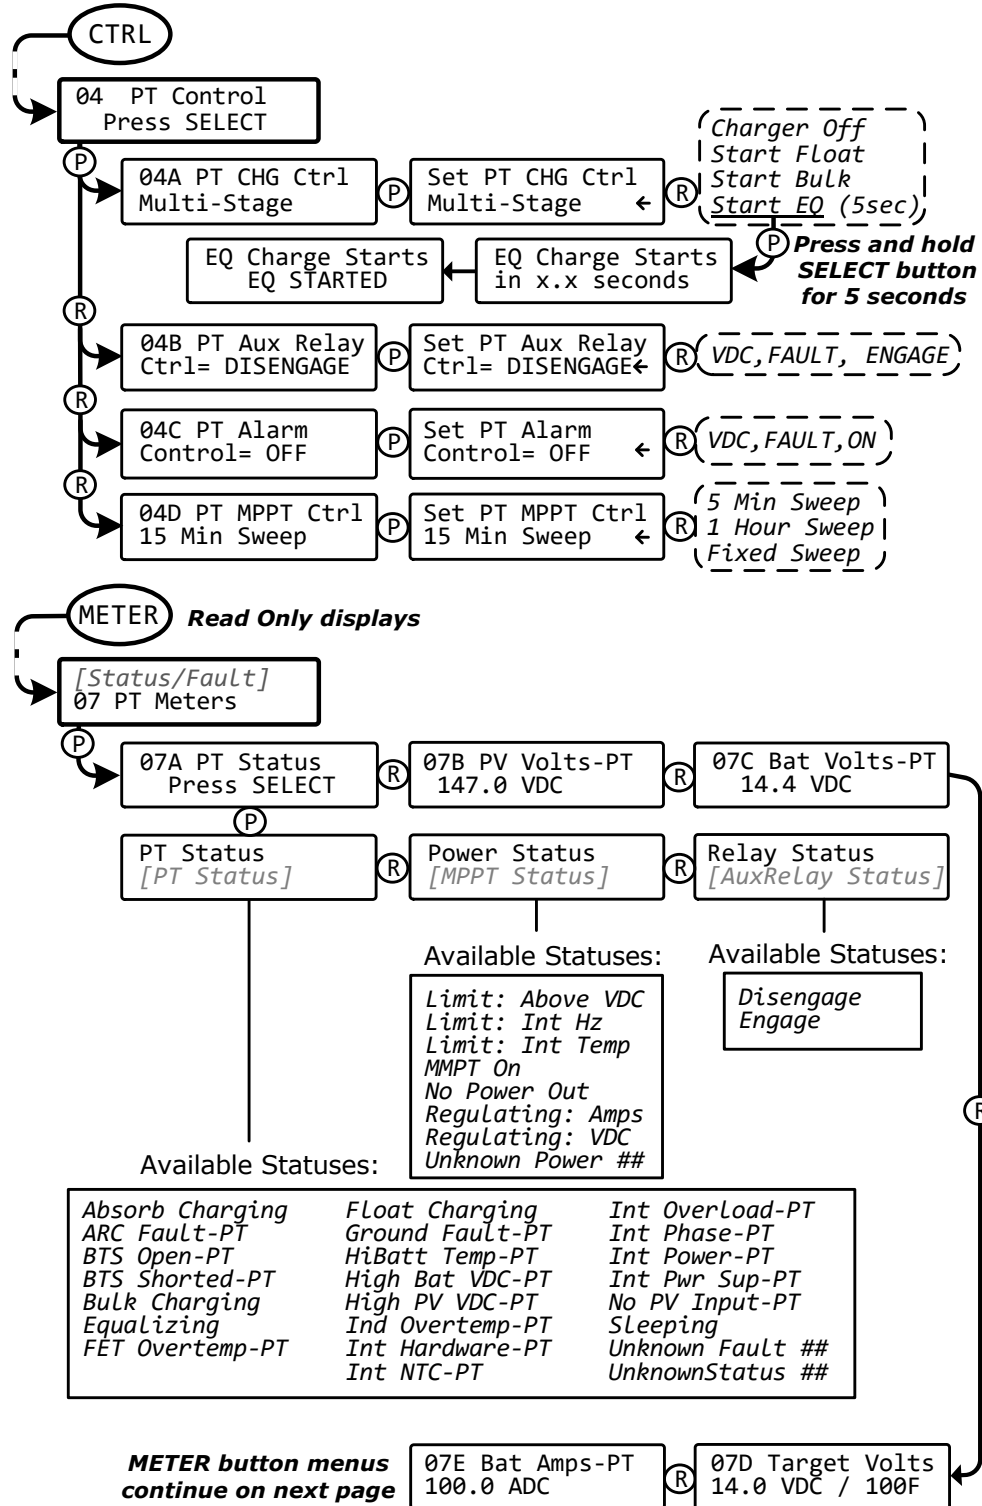 CTRL
04 PT Control
Press SELECT
P
04A PT CHG Ctrl
Multi-Stage
P
Set PT CHG Ctrl
Multi-Stage ←
R
Charger Off
Start Float
Start Bulk
Start EQ (5sec)
P
Press and hold
SELECT button
for 5 seconds
EQ Charge Starts
in x.x seconds
EQ Charge Starts
EQ STARTED
R
04B PT Aux Relay
Ctrl= DISENGAGE
P
Set PT Aux Relay
Ctrl= DISENGAGE←
R
VDC,FAULT, ENGAGE
R
04C PT Alarm
Control= OFF
P
Set PT Alarm
Control= OFF ←
R
VDC,FAULT,ON
R
04D PT MPPT Ctrl
15 Min Sweep
P
Set PT MPPT Ctrl
15 Min Sweep ←
R
5 Min Sweep
1 Hour Sweep
Fixed Sweep
METER
Read Only displays
[Status/Fault]
07 PT Meters
P
07A PT Status
Press SELECT
R
07B PV Volts-PT
147.0 VDC
R
07C Bat Volts-PT
14.4 VDC
P
PT Status
[PT Status]
R
Power Status
[MPPT Status]
R
Relay Status
[AuxRelay Status]
Available Statuses:
Limit: Above VDC
Limit: Int Hz
Limit: Int Temp
MMPT On
No Power Out
Regulating: Amps
Regulating: VDC
Unknown Power ##
Available Statuses:
Disengage
Engage
R
Available Statuses:
Absorb Charging
ARC Fault-PT
BTS Open-PT
BTS Shorted-PT
Bulk Charging
Equalizing
FET Overtemp-PT
Float Charging
Ground Fault-PT
HiBatt Temp-PT
High Bat VDC-PT
High PV VDC-PT
Ind Overtemp-PT
Int Hardware-PT
Int NTC-PT
Int Overload-PT
Int Phase-PT
Int Power-PT
Int Pwr Sup-PT
No PV Input-PT
Sleeping
Unknown Fault ##
UnknownStatus ##
METER button menus
continue on next page
07E Bat Amps-PT
100.0 ADC
R
07D Target Volts
14.0 VDC / 100F